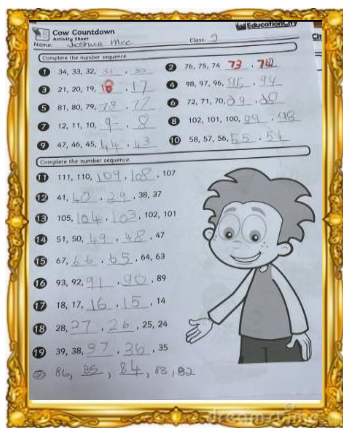 Cow Countdown
EducationCity
Activity Sheet
Name: Joshua Mcc
Class: 2
Complete the number sequence
1 34, 33, 32, 31, 30
2 76, 75, 74 73, 72
3 21, 20, 19, 18, 17
4 98, 97, 96, 95, 94
5 81, 80, 79, 78, 77
6 72, 71, 70, 69, 68
7 12, 11, 10, 9, 8
8 102, 101, 100, 99, 98
9 47, 46, 45, 44, 43
10 58, 57, 56, 55, 54
Complete the number sequence.
11 111, 110, 109, 108, 107
12 41, 40, 39, 38, 37
13 105, 104, 103, 102, 101
14 51, 50, 49, 48, 47
15 67, 66, 65, 64, 63
16 93, 92, 91, 90, 89
17 18, 17, 16, 15, 14
18 28, 27, 26, 25, 24
19 39, 38, 37, 36, 35
20 86, 85, 84, 83, 82
dreamstime